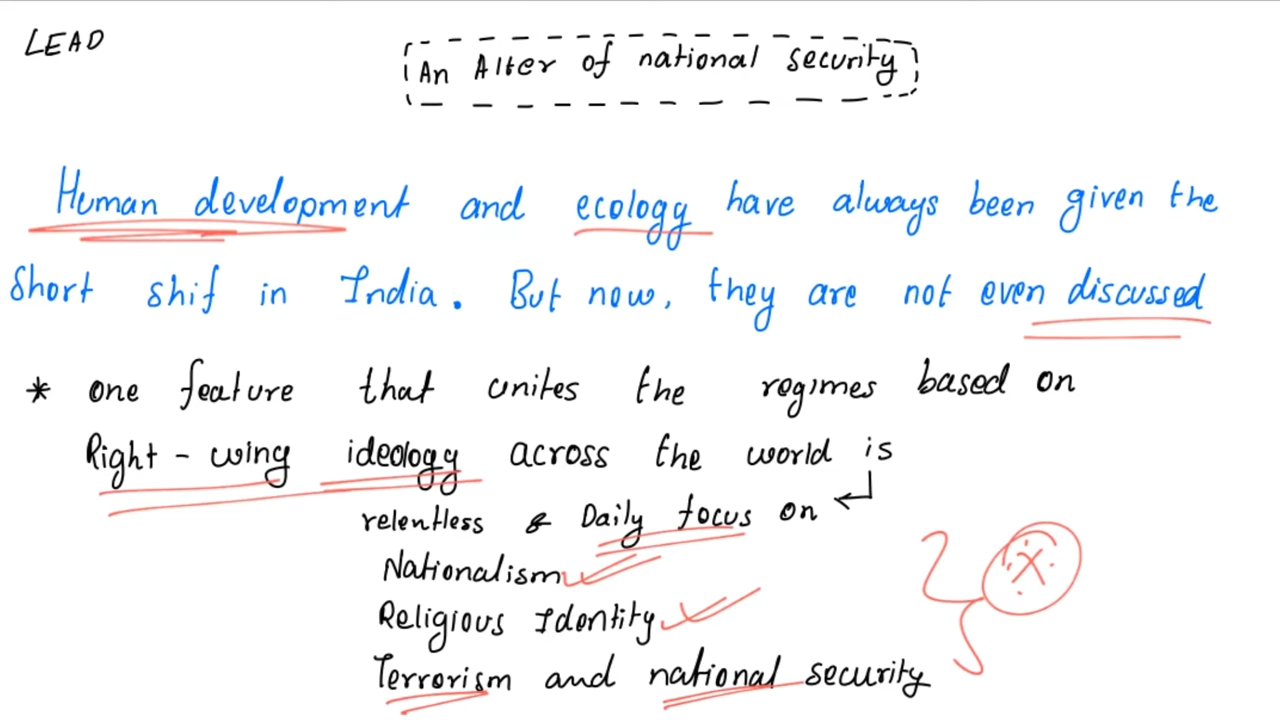 LEAD
An Alter of national security
Human development and ecology have always been given the
short shif in India. But now, they are not even discussed
* one feature that unites the regimes based on
Right-wing ideology across the world is
relentless & Daily focus on
Nationalism
Religious Identity
Terrorism and national security